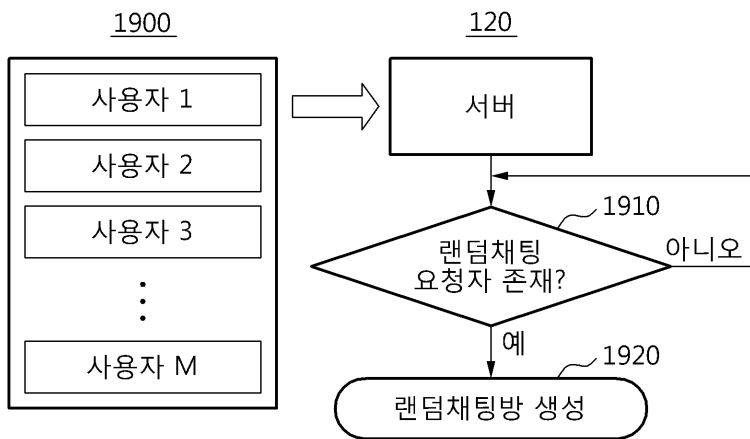 1900
120
사용자 1
사용자 2
사용자 3
사용자 M
서버
1910
랜덤채팅
요청자 존재?
아니오
예
1920
랜덤채팅방 생성